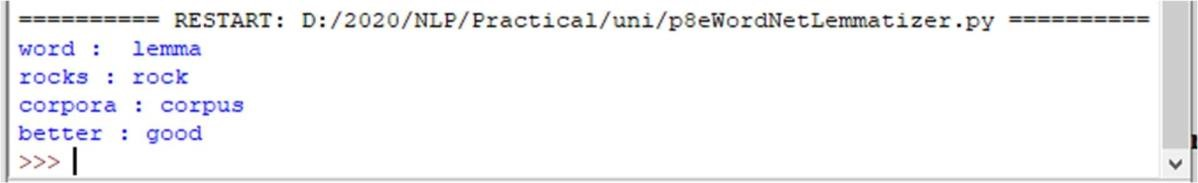 ========== RESTART: D:/2020/NLP/Practical/uni/p8eWordNetLemmatizer.py ==========
word :  lemma
rocks : rock
corpora : corpus
better : good
>>>